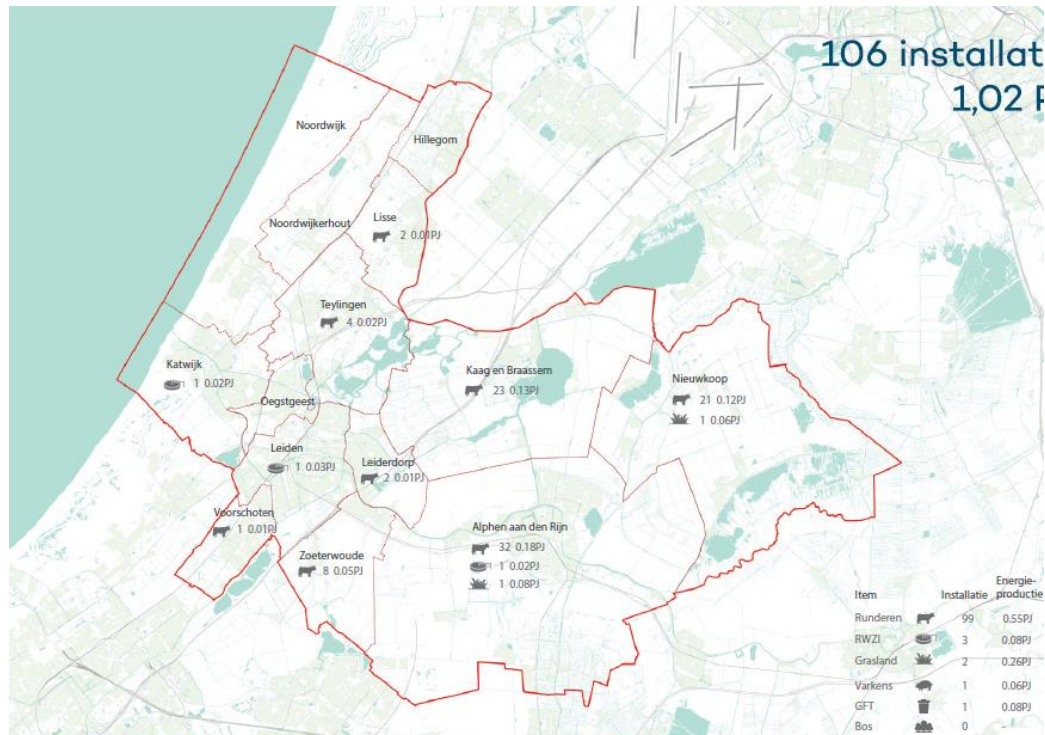 106 installat
1,02 P
Noordwijk
Hillegom
Noordwijkerhout
Lisse
2 0.01PJ
Teylingen
4 0.02PJ
Katwijk
1 0.02PJ
Kaag en Braassem
23 0.13PJ
Nieuwkoop
21 0.12PJ
1 0.06PJ
Oegstgeest
Leiden
1 0.03PJ
Leiderdorp
2 0.01PJ
Voorschoten
1 0.01PJ
Zoeterwoude
8 0.05PJ
Alphen aan den Rijn
32 0.18PJ
1 0.02PJ
1 0.08PJ
Item Installatie Energie-
productie
Runderen 99 0.55PJ
RWZI 3 0.08PJ
Grasland 2 0.26PJ
Varkens 1 0.06PJ
GFT 1 0.08PJ
Bos 0 -